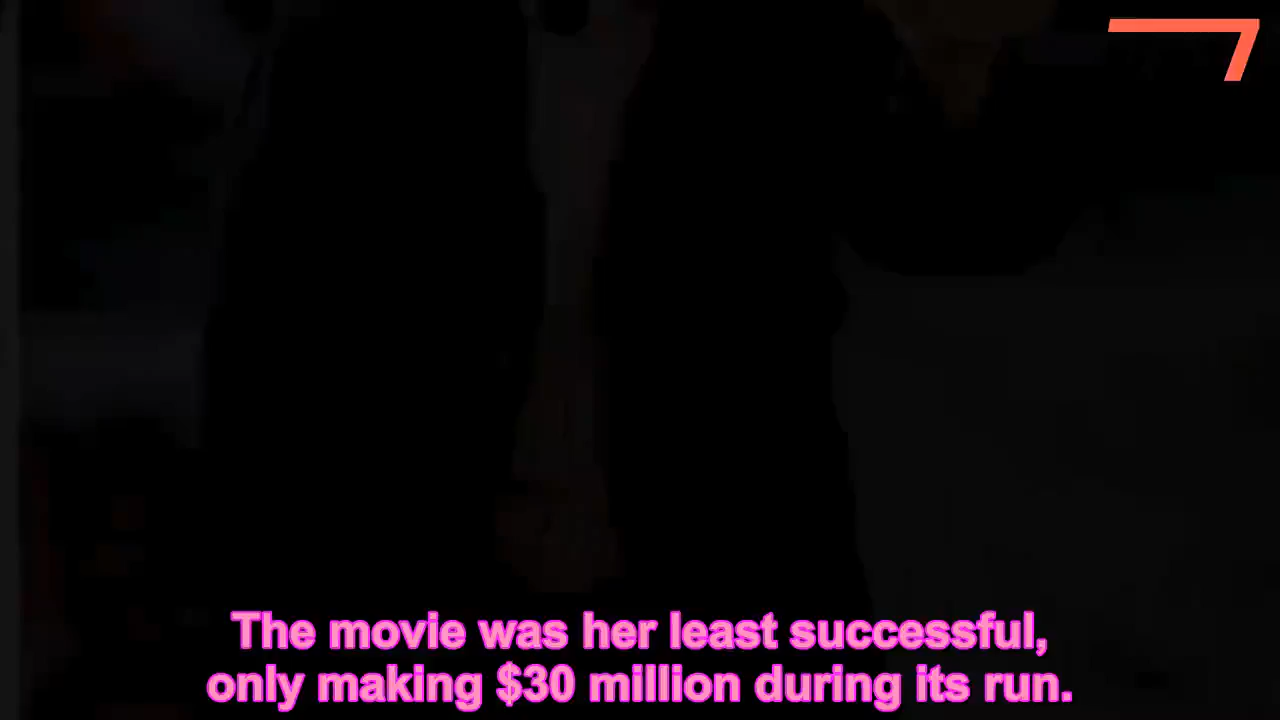 The movie was her least successful,
only making $30 million during its run.